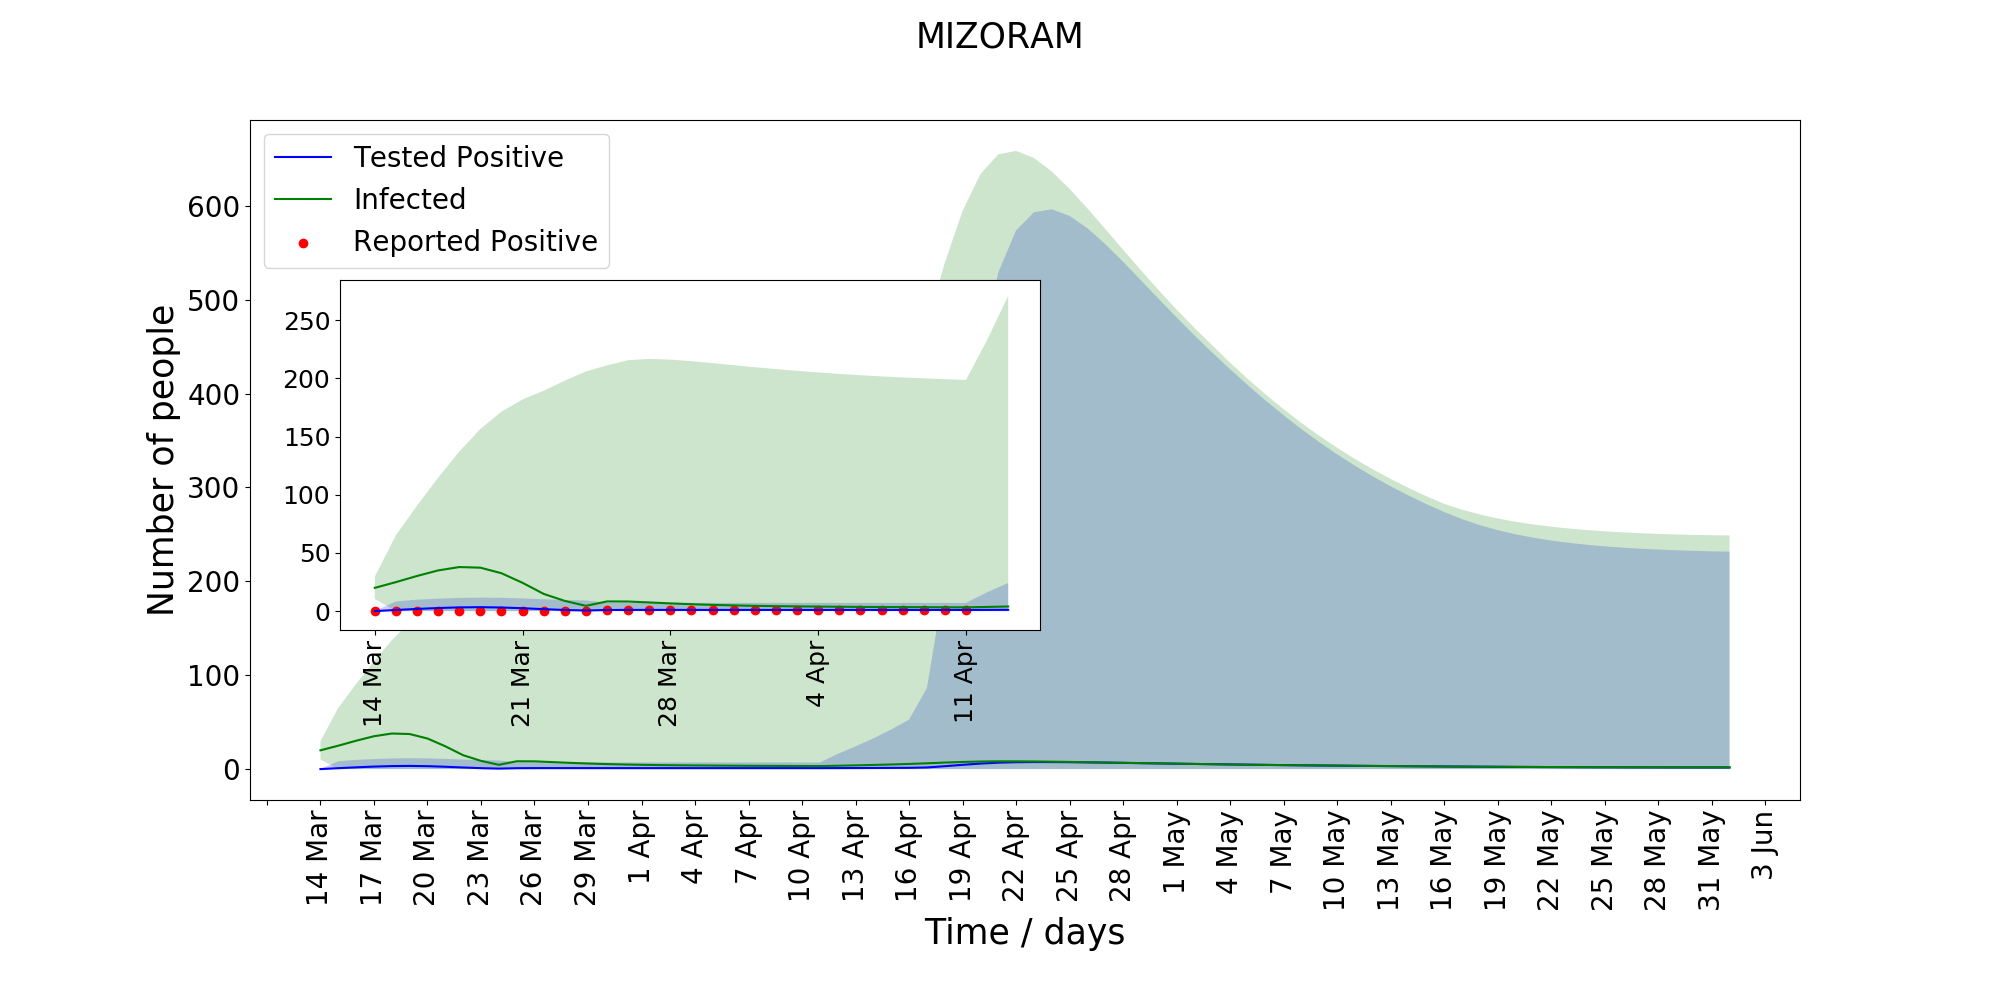 MIZORAM
Tested Positive
Infected
Reported Positive
Number of people
600
500
400
300
200
100
0
250
200
150
100
50
0
14 Mar
21 Mar
28 Mar
4 Apr
11 Apr
14 Mar
17 Mar
20 Mar
23 Mar
26 Mar
29 Mar
1 Apr
4 Apr
7 Apr
10 Apr
13 Apr
16 Apr
19 Apr
22 Apr
25 Apr
28 Apr
1 May
4 May
7 May
10 May
13 May
16 May
19 May
22 May
25 May
28 May
31 May
3 Jun
Time / days